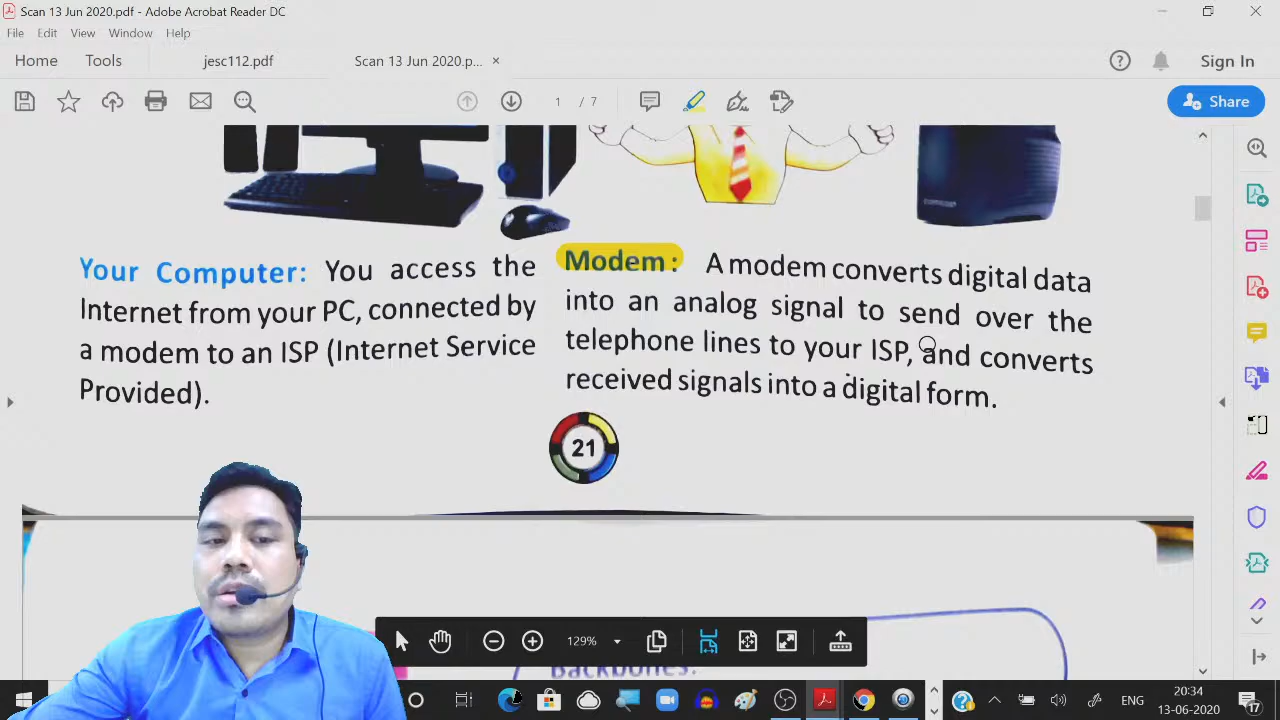 Scan 13 Jun 2020.pdf - Adobe Acrobat Reader DC
File Edit View Window Help
Home Tools jesc112.pdf Scan 13 Jun 2020.p... × Sign In
1 / 7 Share
Your Computer: You access the
Internet from your PC, connected by
a modem to an ISP (Internet Service
Provided).
Modem : A modem converts digital data
into an analog signal to send over the
telephone lines to your ISP, and converts
received signals into a digital form.
21
129%
Backbones.
ENG
20:34
13-06-2020
17